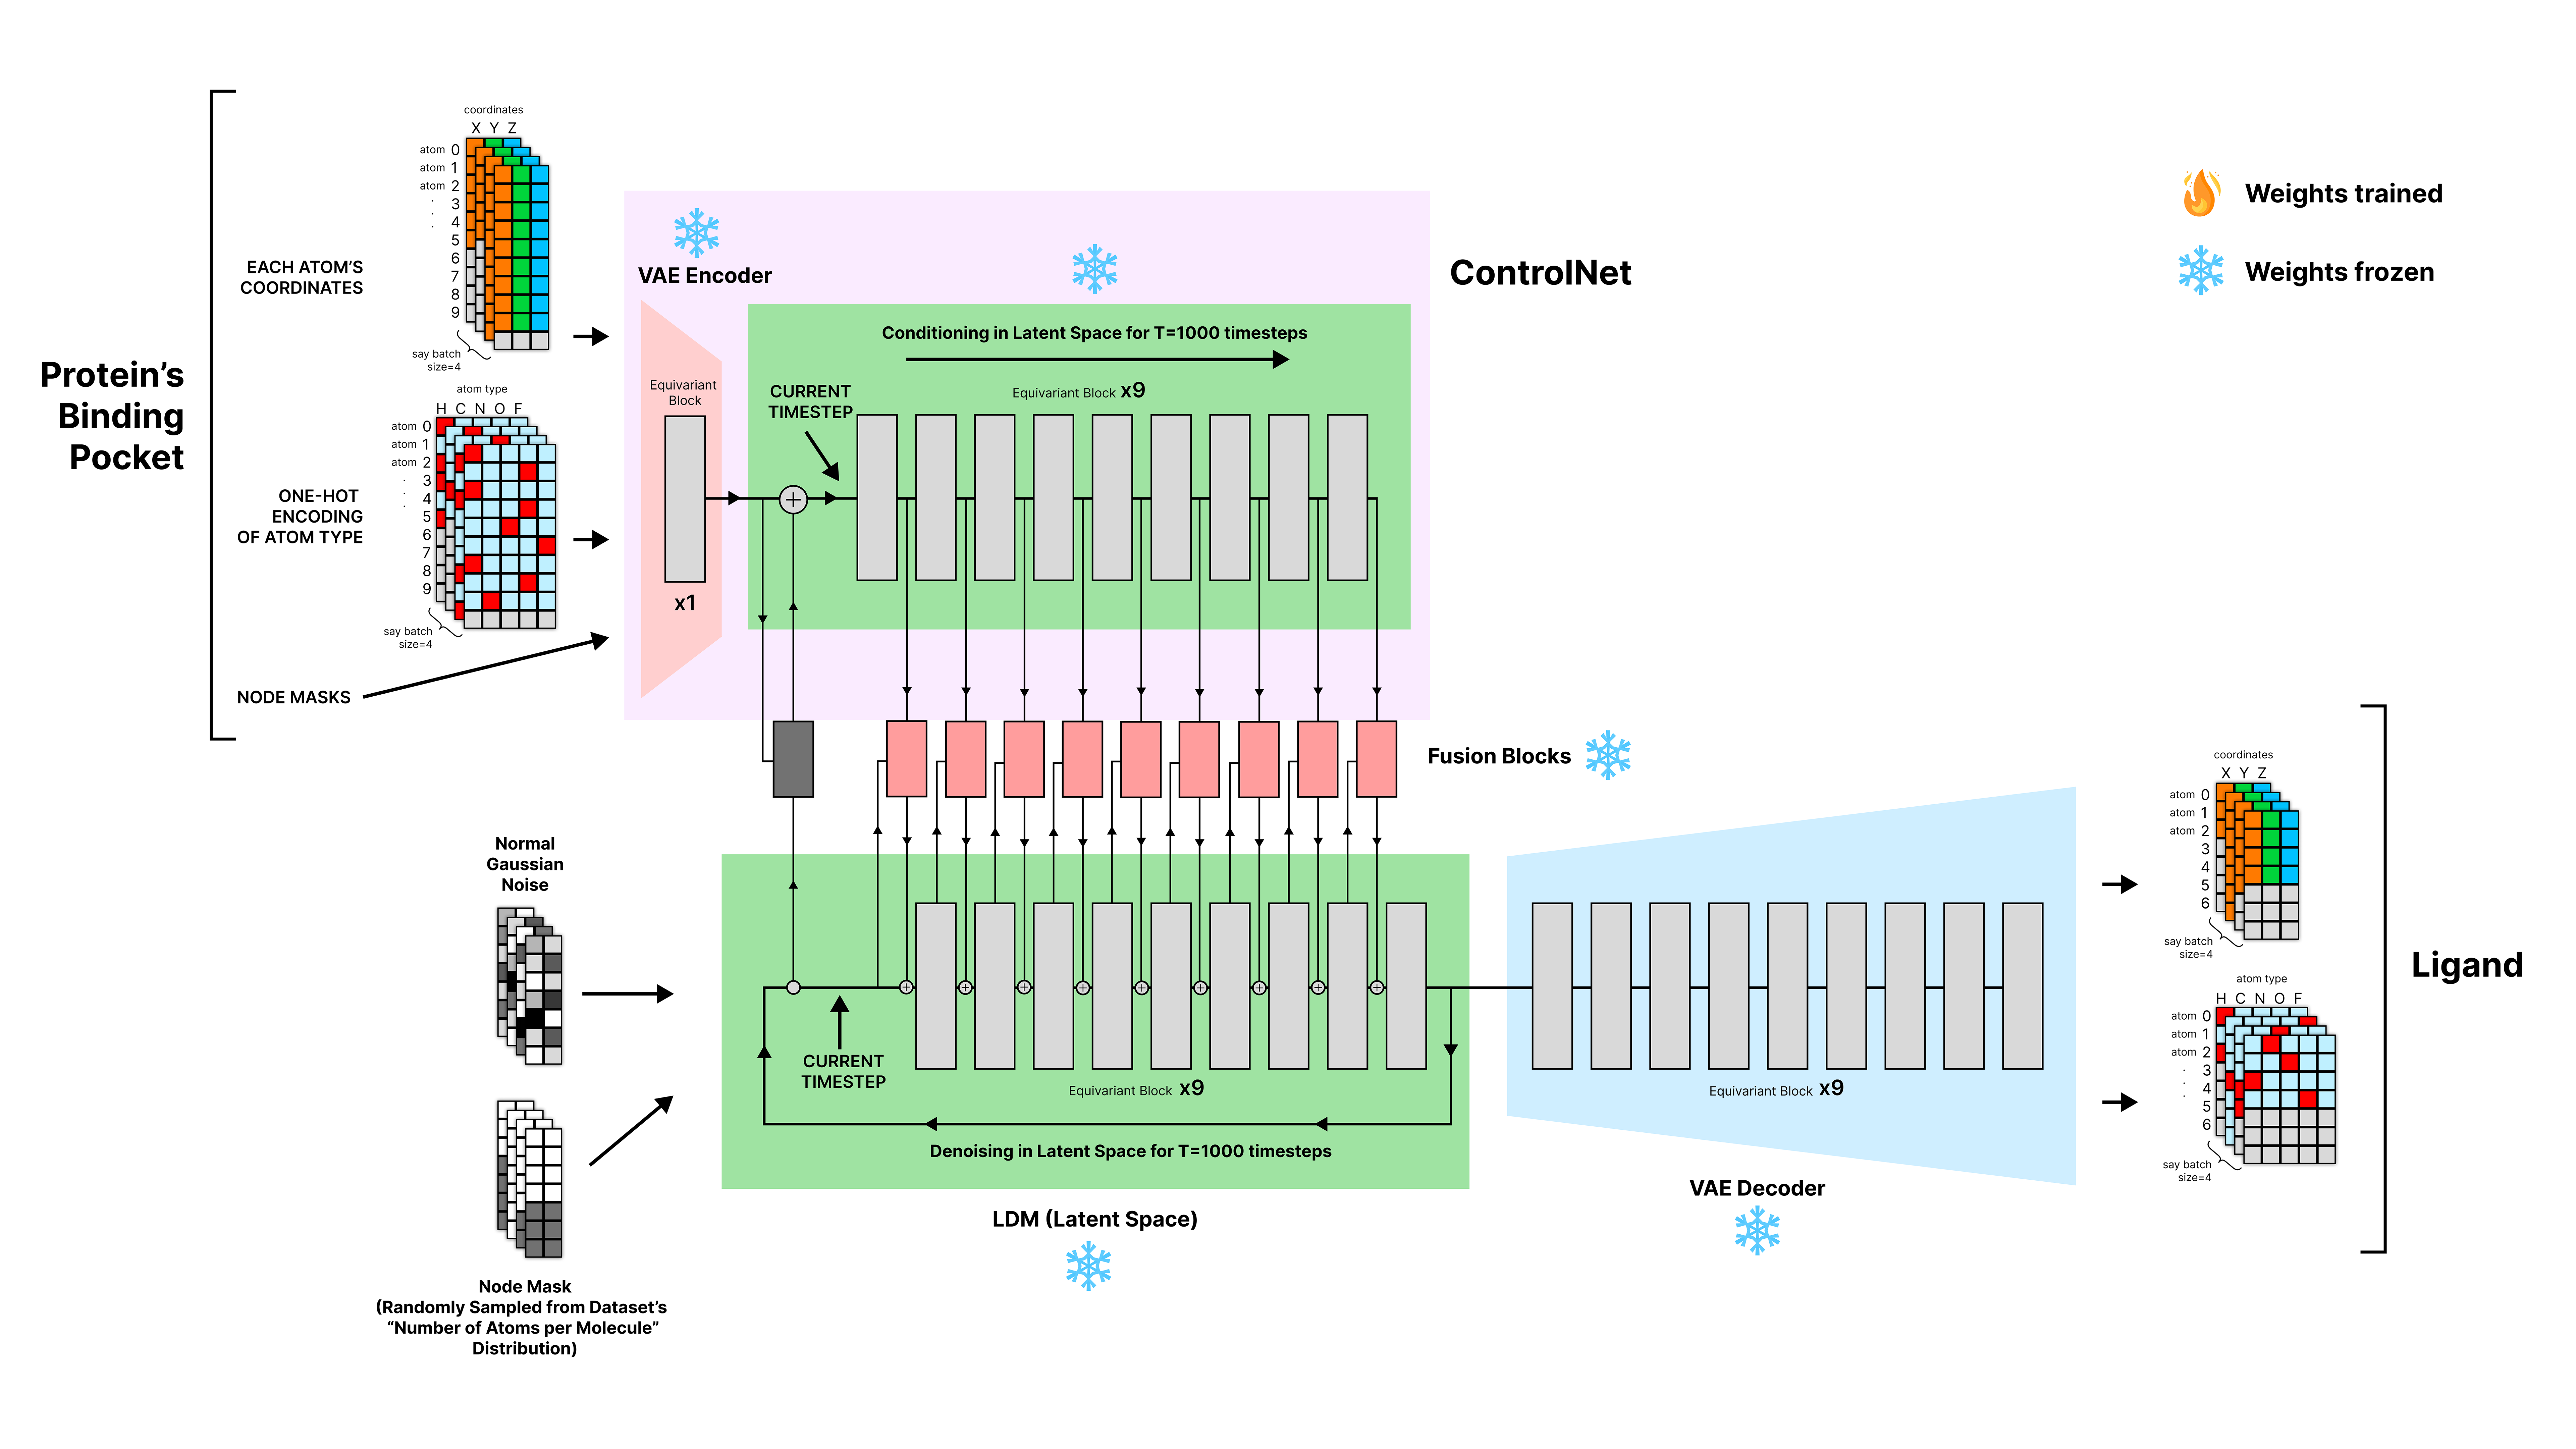 Protein’s
Binding
Pocket
EACH ATOM’S
COORDINATES
coordinates
X Y Z
atom 0
atom 1
atom 2
. 3
. 4
. 5
6
7
8
9
say batch
size=4
ONE-HOT
ENCODING
OF ATOM TYPE
atom type
H C N O F
atom 0
atom 1
atom 2
. 3
. 4
. 5
6
7
8
9
say batch
size=4
NODE MASKS
VAE Encoder
Equivariant
Block
x1
Conditioning in Latent Space for T=1000 timesteps
CURRENT
TIMESTEP
Equivariant Block x9
ControlNet
Weights trained
Weights frozen
Fusion Blocks
Normal
Gaussian
Noise
Node Mask
(Randomly Sampled from Dataset’s
“Number of Atoms per Molecule”
Distribution)
CURRENT
TIMESTEP
Equivariant Block x9
Denoising in Latent Space for T=1000 timesteps
LDM (Latent Space)
Equivariant Block x9
VAE Decoder
coordinates
X Y Z
atom 0
atom 1
atom 2
3
4
5
6
say batch
size=4
atom type
H C N O F
atom 0
atom 1
atom 2
. 3
. 4
. 5
6
say batch
size=4
Ligand